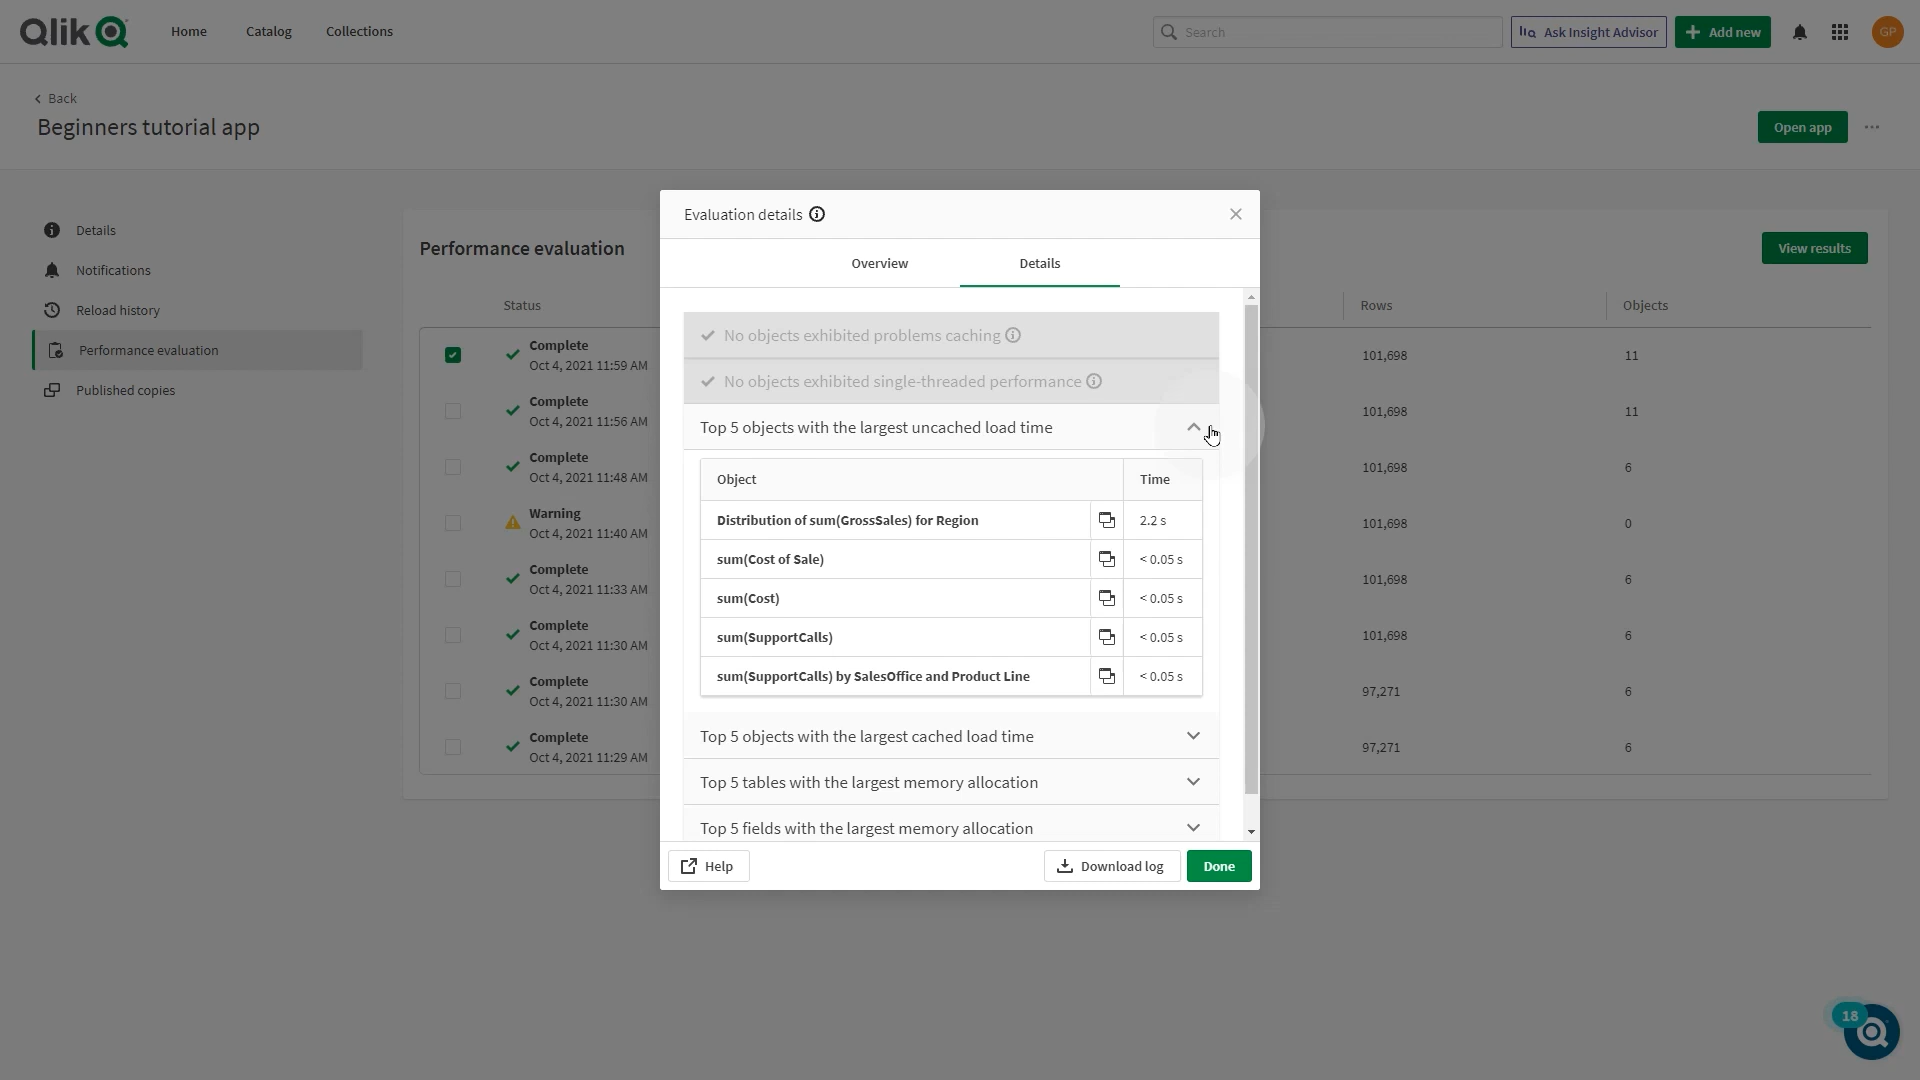 Qlik
Home
Catalog
Collections
Search
Ask Insight Advisor
Add new
GP
Back
Beginners tutorial app
Open app
Details
Notifications
Reload history
Performance evaluation
Published copies
Performance evaluation
View results
Status
Rows
Objects
Complete
Oct 4, 2021 11:59 AM
101,698
11
Complete
Oct 4, 2021 11:56 AM
101,698
11
Complete
Oct 4, 2021 11:48 AM
101,698
6
Warning
Oct 4, 2021 11:40 AM
101,698
0
Complete
Oct 4, 2021 11:33 AM
101,698
6
Complete
Oct 4, 2021 11:30 AM
101,698
6
Complete
Oct 4, 2021 11:30 AM
97,271
6
Complete
Oct 4, 2021 11:29 AM
97,271
6
Evaluation details
Overview
Details
No objects exhibited problems caching
No objects exhibited single-threaded performance
Top 5 objects with the largest uncached load time
Object
Time
Distribution of sum(GrossSales) for Region
2.2 s
sum(Cost of Sale)
< 0.05 s
sum(Cost)
< 0.05 s
sum(SupportCalls)
< 0.05 s
sum(SupportCalls) by SalesOffice and Product Line
< 0.05 s
Top 5 objects with the largest cached load time
Top 5 tables with the largest memory allocation
Top 5 fields with the largest memory allocation
Help
Download log
Done
18